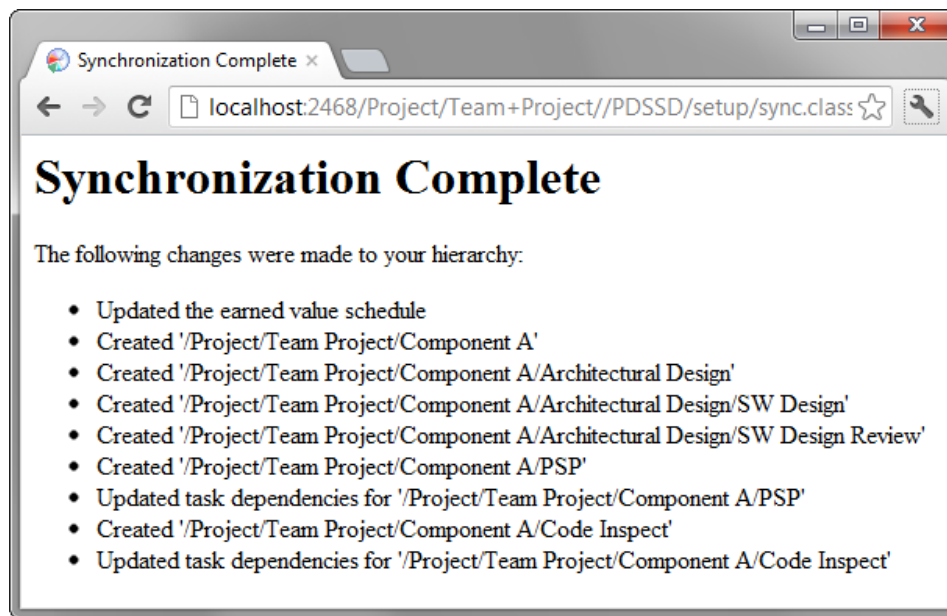 Synchronization Complete
localhost:2468/Project/Team+Project//PDSSD/setup/sync.class
Synchronization Complete
The following changes were made to your hierarchy:
Updated the earned value schedule
Created '/Project/Team Project/Component A'
Created '/Project/Team Project/Component A/Architectural Design'
Created '/Project/Team Project/Component A/Architectural Design/SW Design'
Created '/Project/Team Project/Component A/Architectural Design/SW Design Review'
Created '/Project/Team Project/Component A/PSP'
Updated task dependencies for '/Project/Team Project/Component A/PSP'
Created '/Project/Team Project/Component A/Code Inspect'
Updated task dependencies for '/Project/Team Project/Component A/Code Inspect'